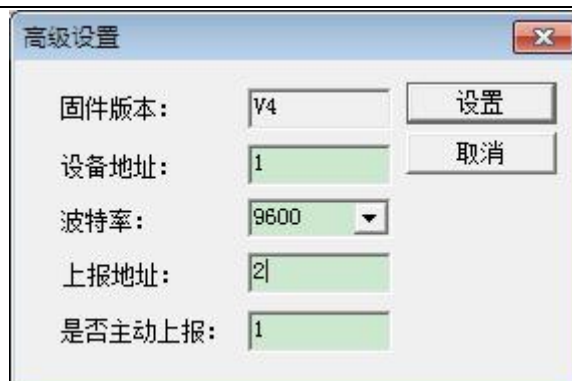 高级设置
固件版本： V4 设置
设备地址： 1 取消
波特率： 9600
上报地址： 2
是否主动上报： 1